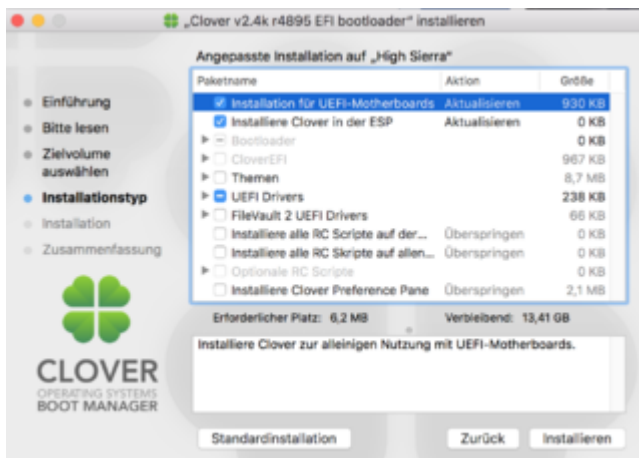 „Clover v2.4k r4895 EFI bootloader“ installieren
Angepasste Installation auf „High Sierra“
Paketname Aktion Größe
Installation für UEFI-Motherboards Aktualisieren 930 KB
Installiere Clover in der ESP Aktualisieren 0 KB
Bootloader 0 KB
CloverEFI 967 KB
Themen 8,7 MB
UEFI Drivers 238 KB
FileVault 2 UEFI Drivers 66 KB
Installiere alle RC Scripte auf der... Überspringen 0 KB
Installiere alle RC Skripte auf allen... Überspringen 0 KB
Optionale RC Scripte 0 KB
Installiere Clover Preference Pane Überspringen 2,1 MB
Einführung
Bitte lesen
Zielvolume
auswählen
Installationstyp
Installation
Zusammenfassung
CLOVER
OPERATING SYSTEMS
BOOT MANAGER
Erforderlicher Platz: 6,2 MB Verbleibend: 13,41 GB
Installiere Clover zur alleinigen Nutzung mit UEFI-Motherboards.
Standardinstallation Zurück Installieren